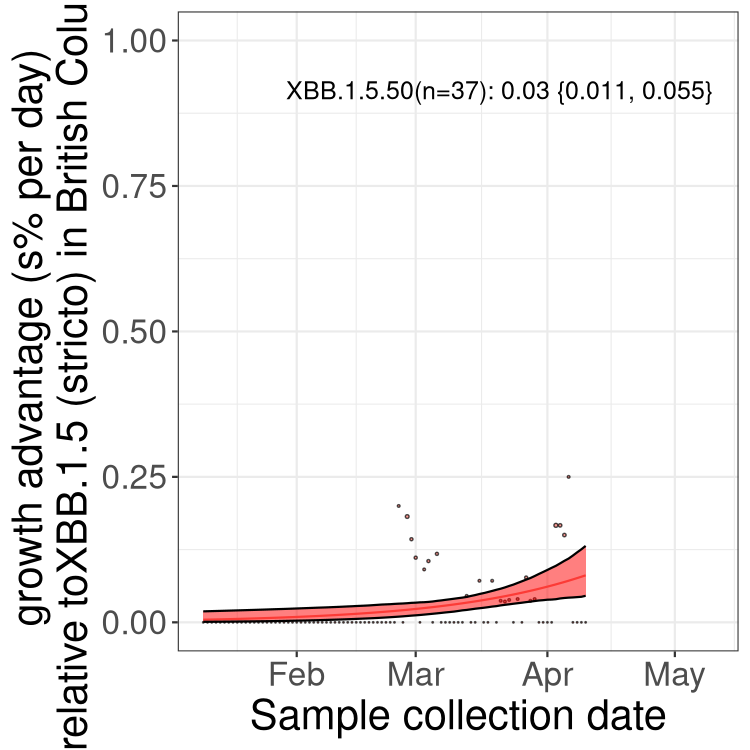 growth advantage (s% per day)
relative toXBB.1.5 (stricto) in British Colu
1.00
0.75
0.50
0.25
0.00
XBB.1.5.50(n=37): 0.03 {0.011, 0.055}
Feb Mar Apr May
Sample collection date